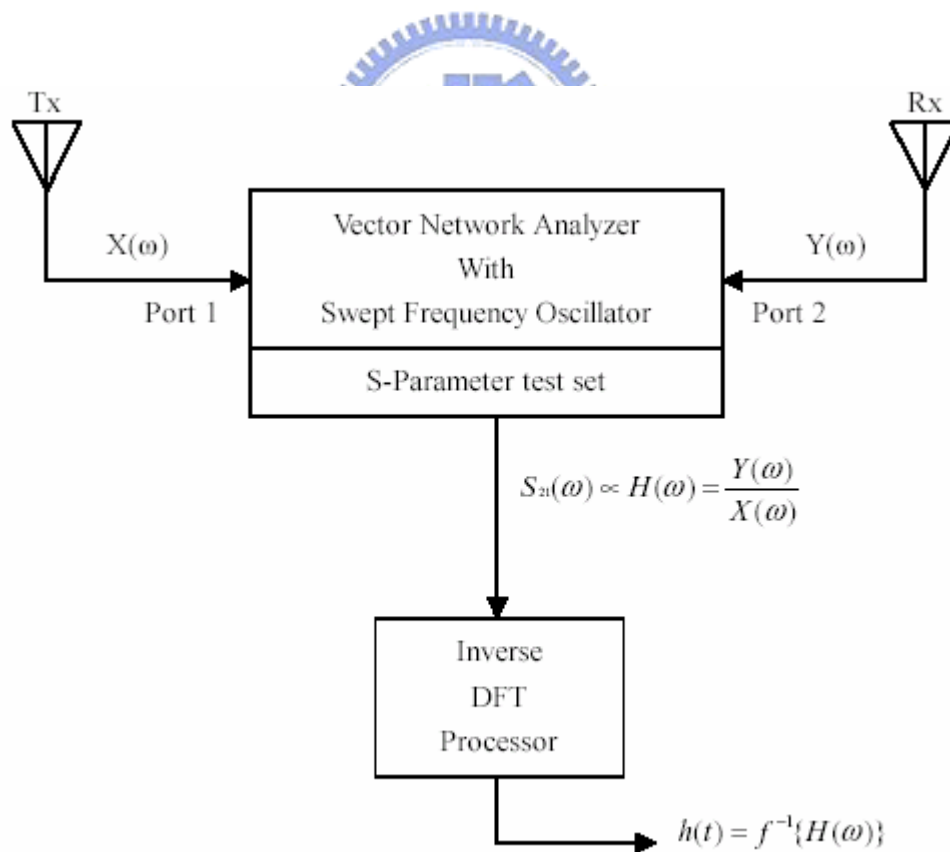 Tx
Rx
Vector Network Analyzer
With
Swept Frequency Oscillator
X(ω)
Y(ω)
Port 1
Port 2
S-Parameter test set
S₂₁(ω) ∝ H(ω) = Y(ω) / X(ω)
Inverse
DFT
Processor
h(t) = f⁻¹{H(ω)}